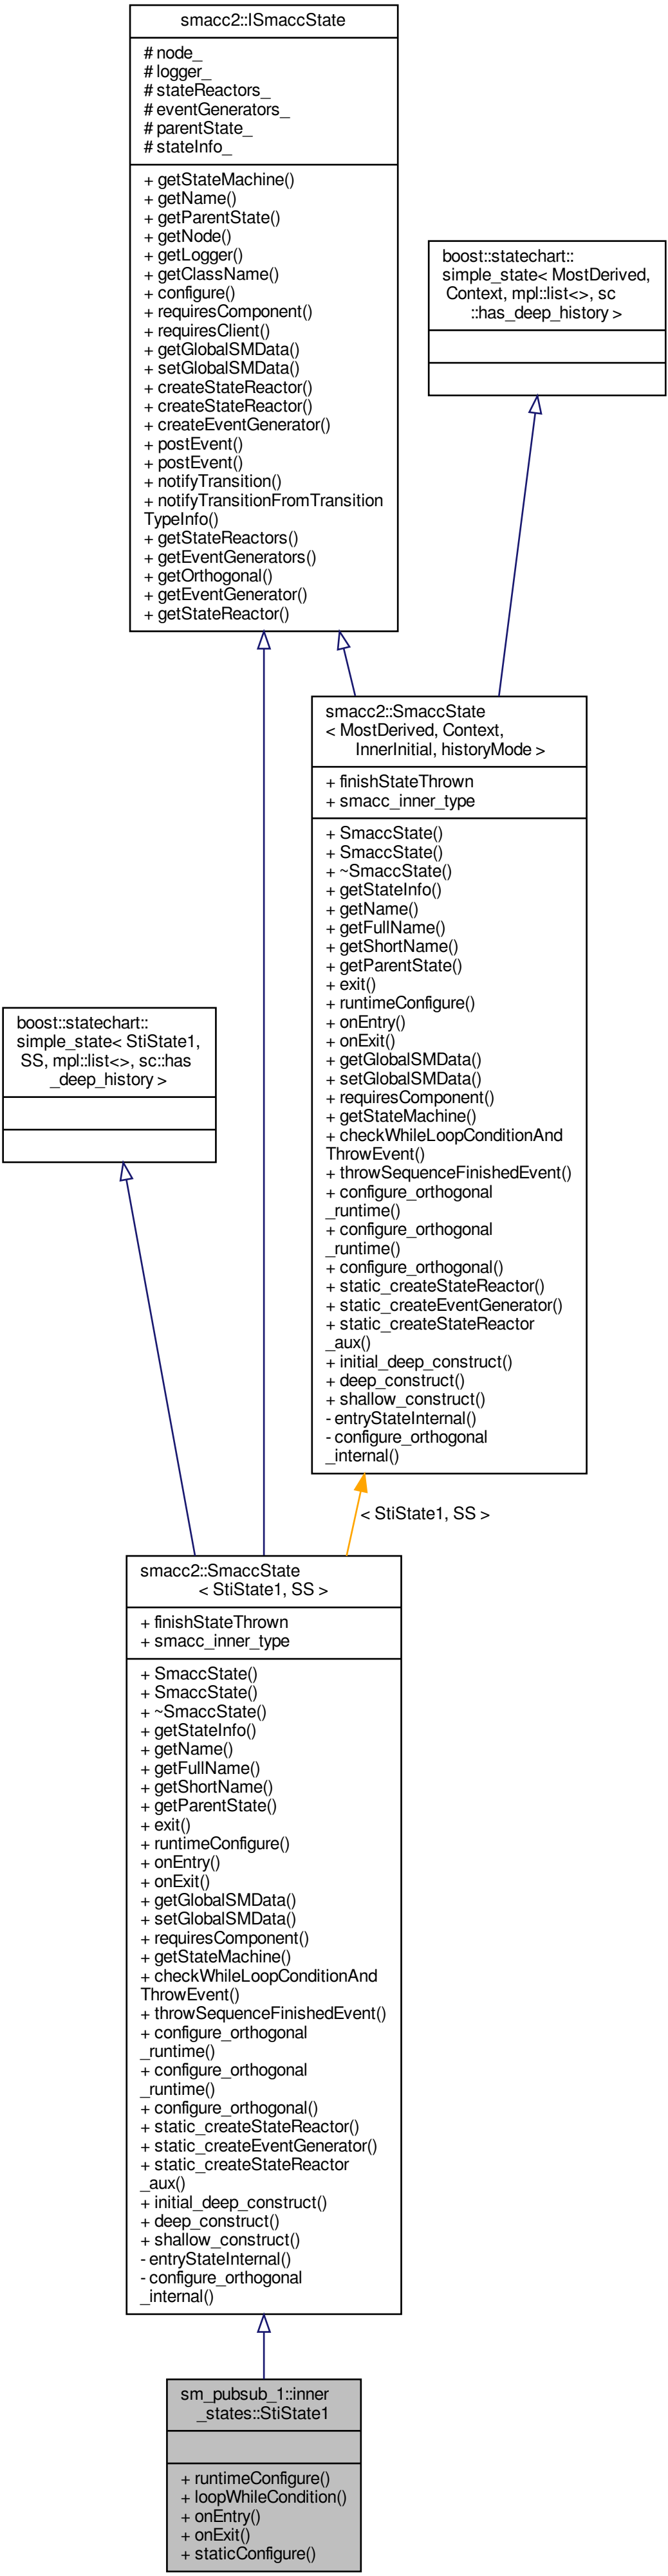 smacc2::ISmaccState
# node_
# logger_
# stateReactors_
# eventGenerators_
# parentState_
# stateInfo_
+ getStateMachine()
+ getName()
+ getParentState()
+ getNode()
+ getLogger()
+ getClassName()
+ configure()
+ requiresComponent()
+ requiresClient()
+ getGlobalSMData()
+ setGlobalSMData()
+ createStateReactor()
+ createStateReactor()
+ createEventGenerator()
+ postEvent()
+ postEvent()
+ notifyTransition()
+ notifyTransitionFromTransition
TypeInfo()
+ getStateReactors()
+ getEventGenerators()
+ getOrthogonal()
+ getEventGenerator()
+ getStateReactor()
boost::statechart::
simple_state< MostDerived,
Context, mpl::list<>, sc
::has_deep_history >
smacc2::SmaccState
< MostDerived, Context,
InnerInitial, historyMode >
+ finishStateThrown
+ smacc_inner_type
+ SmaccState()
+ SmaccState()
+ ~SmaccState()
+ getStateInfo()
+ getName()
+ getFullName()
+ getShortName()
+ getParentState()
+ exit()
+ runtimeConfigure()
+ onEntry()
+ onExit()
+ getGlobalSMData()
+ setGlobalSMData()
+ requiresComponent()
+ getStateMachine()
+ checkWhileLoopConditionAnd
ThrowEvent()
+ throwSequenceFinishedEvent()
+ configure_orthogonal
_runtime()
+ configure_orthogonal
_runtime()
+ configure_orthogonal()
+ static_createStateReactor()
+ static_createEventGenerator()
+ static_createStateReactor
_aux()
+ initial_deep_construct()
+ deep_construct()
+ shallow_construct()
- entryStateInternal()
- configure_orthogonal
_internal()
boost::statechart::
simple_state< StiState1,
SS, mpl::list<>, sc::has
_deep_history >
< StiState1, SS >
smacc2::SmaccState
< StiState1, SS >
+ finishStateThrown
+ smacc_inner_type
+ SmaccState()
+ SmaccState()
+ ~SmaccState()
+ getStateInfo()
+ getName()
+ getFullName()
+ getShortName()
+ getParentState()
+ exit()
+ runtimeConfigure()
+ onEntry()
+ onExit()
+ getGlobalSMData()
+ setGlobalSMData()
+ requiresComponent()
+ getStateMachine()
+ checkWhileLoopConditionAnd
ThrowEvent()
+ throwSequenceFinishedEvent()
+ configure_orthogonal
_runtime()
+ configure_orthogonal
_runtime()
+ configure_orthogonal()
+ static_createStateReactor()
+ static_createEventGenerator()
+ static_createStateReactor
_aux()
+ initial_deep_construct()
+ deep_construct()
+ shallow_construct()
- entryStateInternal()
- configure_orthogonal
_internal()
sm_pubsub_1::inner
_states::StiState1
+ runtimeConfigure()
+ loopWhileCondition()
+ onEntry()
+ onExit()
+ staticConfigure()